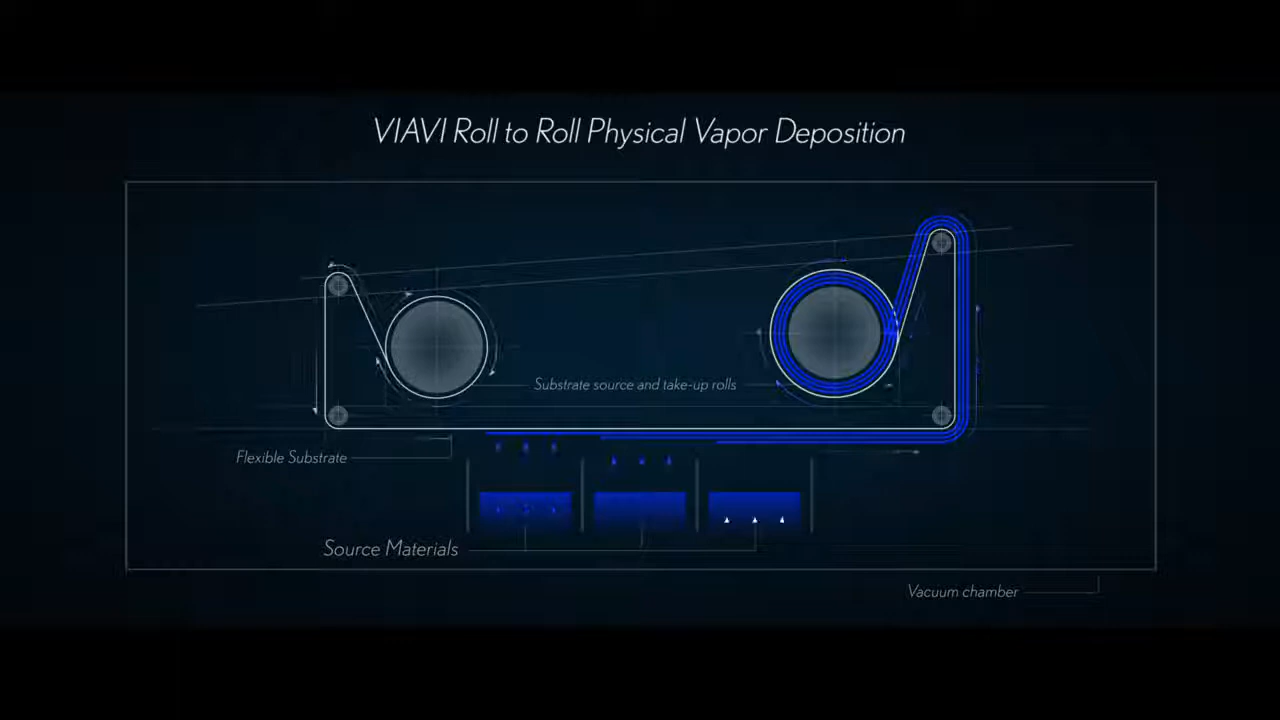 VIAVI Roll to Roll Physical Vapor Deposition
Substrate source and take-up rolls
Flexible Substrate
Source Materials
Vacuum chamber